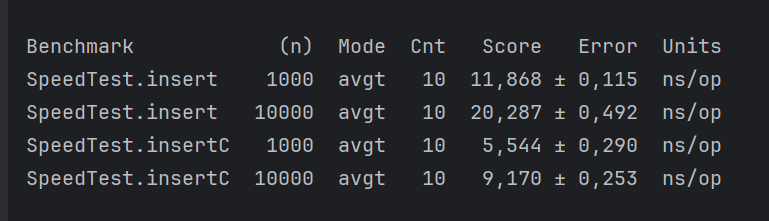 Benchmark (n) Mode Cnt Score Error Units
SpeedTest.insert 1000 avgt 10 11,868 ± 0,115 ns/op
SpeedTest.insert 10000 avgt 10 20,287 ± 0,492 ns/op
SpeedTest.insertC 1000 avgt 10 5,544 ± 0,290 ns/op
SpeedTest.insertC 10000 avgt 10 9,170 ± 0,253 ns/op